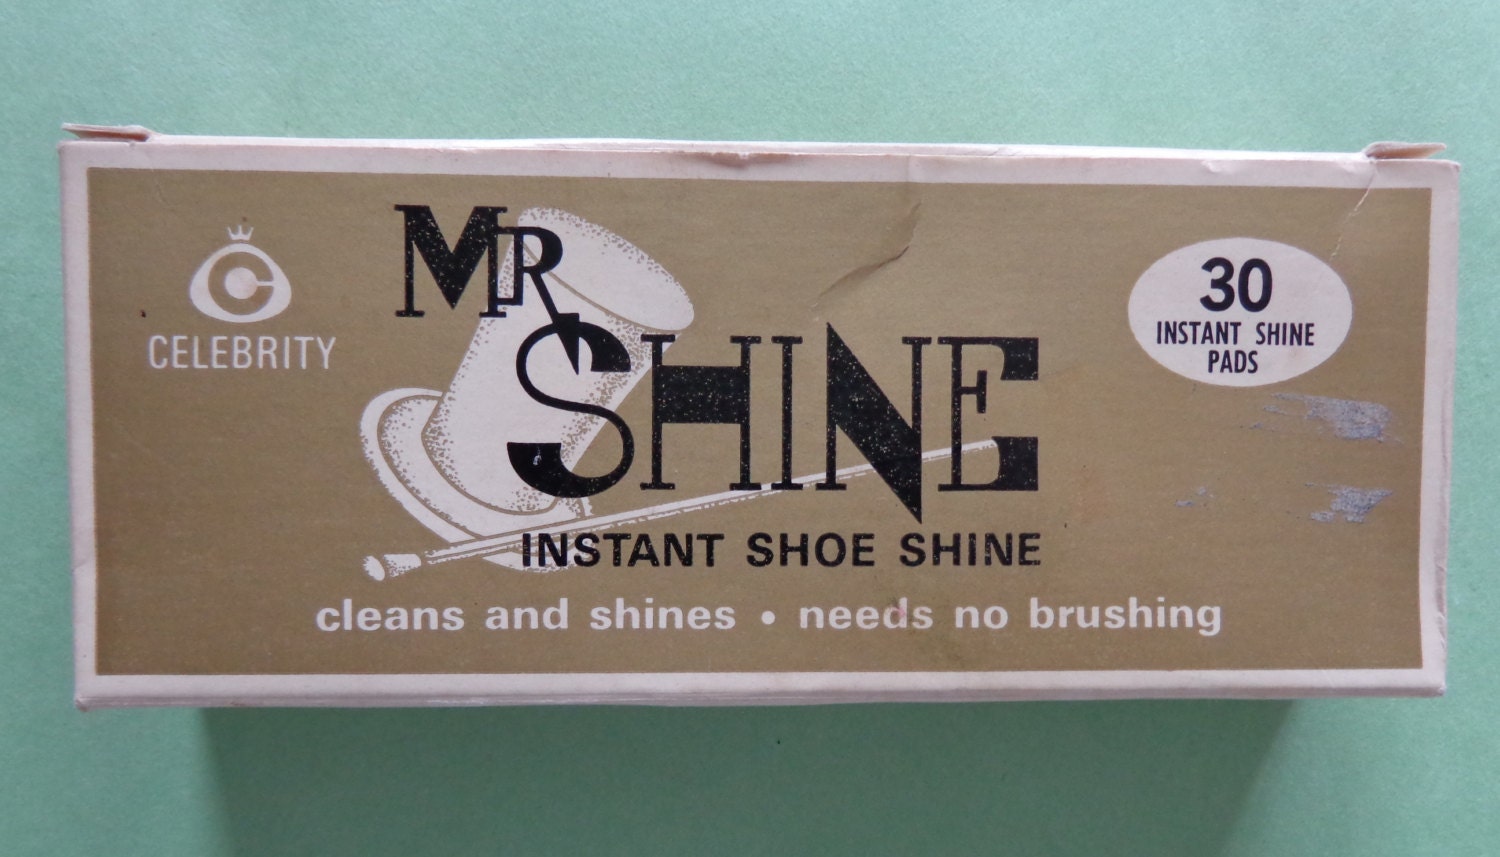 CELEBRITY
MR
SHINE
INSTANT SHOE SHINE
cleans and shines • needs no brushing
30
INSTANT SHINE
PADS